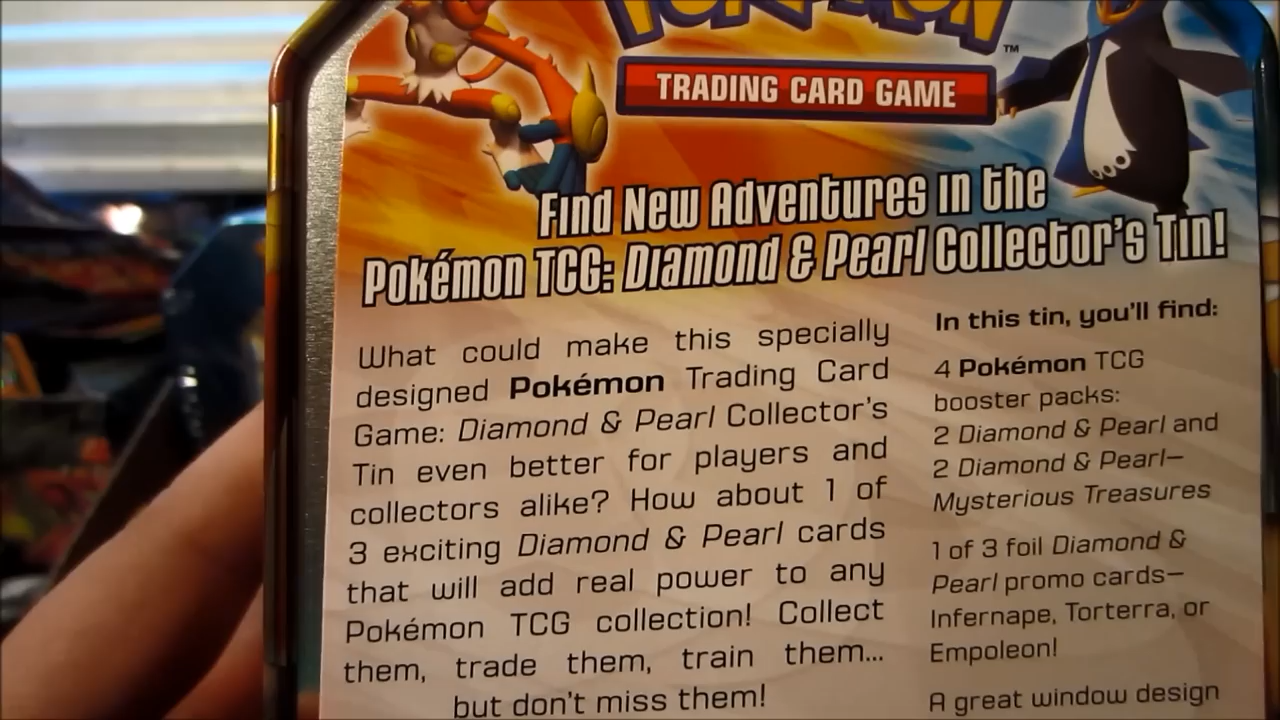 POKéMON
TM
TRADING CARD GAME
Find New Adventures in the
Pokémon TCG: Diamond & Pearl Collector's Tin!
What could make this specially
designed Pokémon Trading Card
Game: Diamond & Pearl Collector's
Tin even better for players and
collectors alike? How about 1 of
3 exciting Diamond & Pearl cards
that will add real power to any
Pokémon TCG collection! Collect
them, trade them, train them...
but don't miss them!
In this tin, you'll find:
4 Pokémon TCG
booster packs:
2 Diamond & Pearl and
2 Diamond & Pearl—
Mysterious Treasures
1 of 3 foil Diamond &
Pearl promo cards—
Infernape, Torterra, or
Empoleon!
A great window design